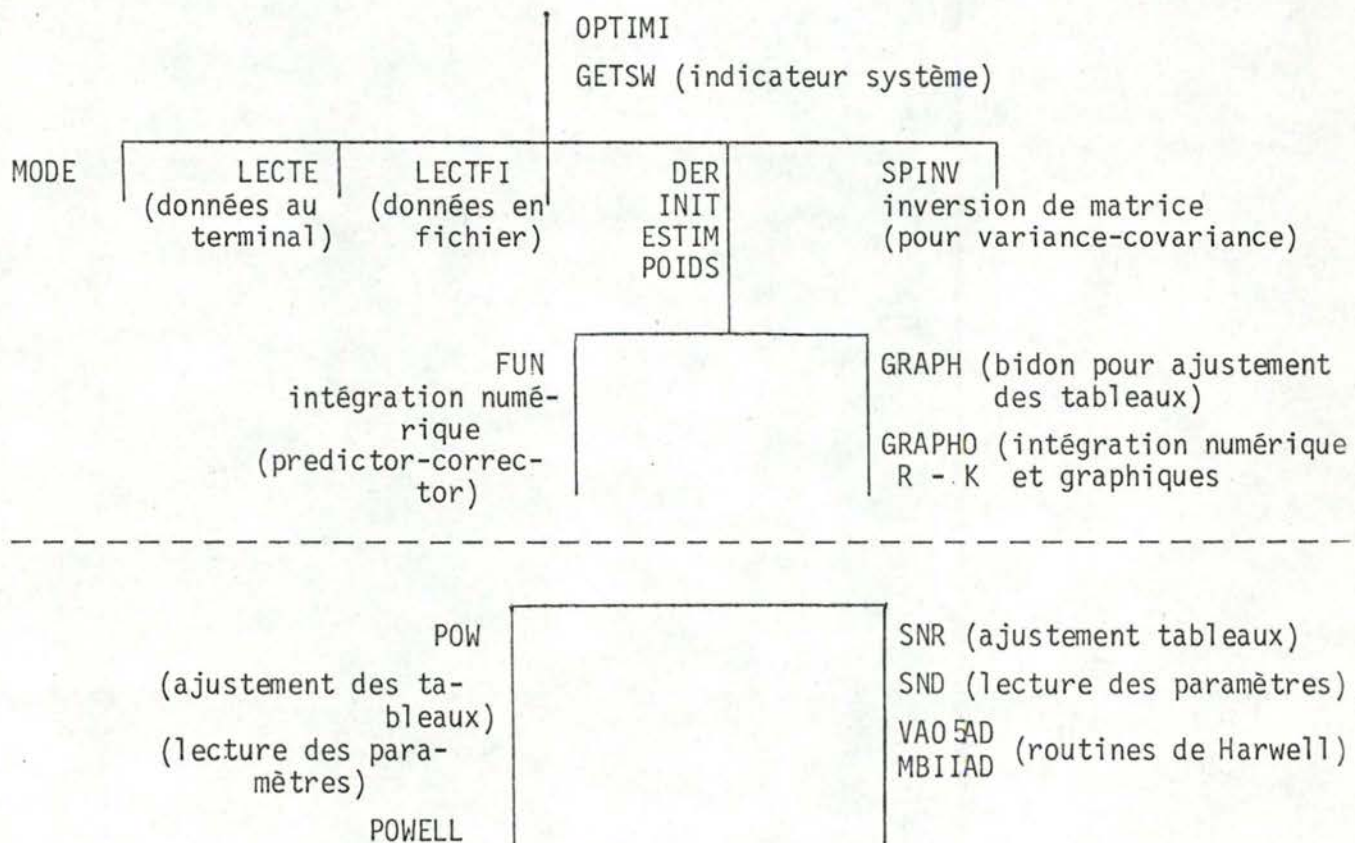 OPTIMI
GETSW (indicateur système)
MODE
LECTE
(données au
terminal)
LECTFI
(données en
fichier)
DER
INIT
ESTIM
POIDS
SPINV
inversion de matrice
(pour variance-covariance)
FUN
intégration numé-
rique
(predictor-correc-
tor)
GRAPH (bidon pour ajustement
des tableaux)
GRAPHO (intégration numérique
R - K et graphiques
POW
(ajustement des ta-
bleaux)
(lecture des para-
mètres)
POWELL
SNR (ajustement tableaux)
SND (lecture des paramètres)
VAO5AD
MBIIAD (routines de Harwell)